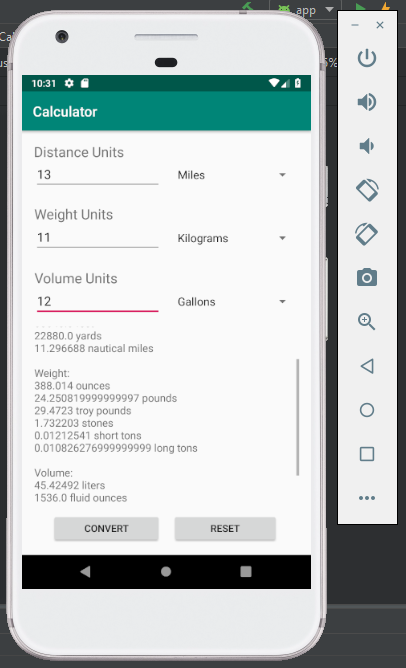 app
10:31
Calculator
Distance Units
13 Miles
Weight Units
11 Kilograms
Volume Units
12 Gallons
22880.0 yards
11.296688 nautical miles
Weight:
388.014 ounces
24.250819999999997 pounds
29.4723 troy pounds
1.732203 stones
0.01212541 short tons
0.010826276999999999 long tons
Volume:
45.42492 liters
1536.0 fluid ounces
CONVERT RESET